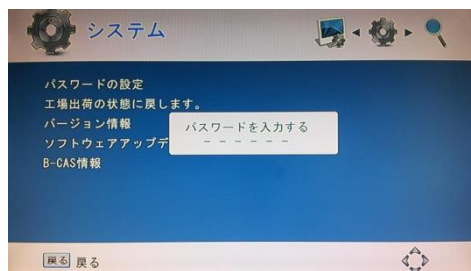 システム
パスワードの設定
工場出荷の状態に戻します。
バージョン情報
ソフトウェアアップデ
B-CAS情報
パスワードを入力する
戻る 戻る